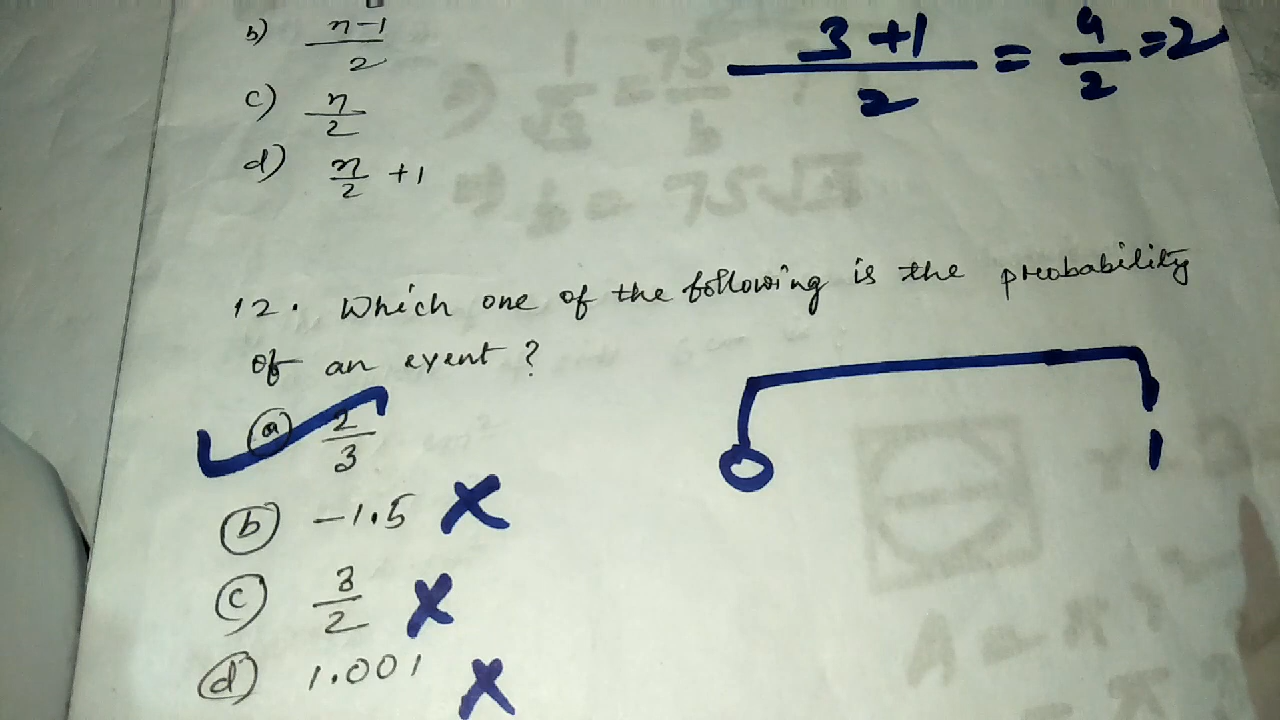 b) n-1/2
3+1/2 = 4/2 = 2
c) n/2
d) n/2 + 1
12. Which one of the following is the probability
of an event ?
(a) 2/3
(b) -1.5 X
(c) 3/2 X
(d) 1.001 X
0 1